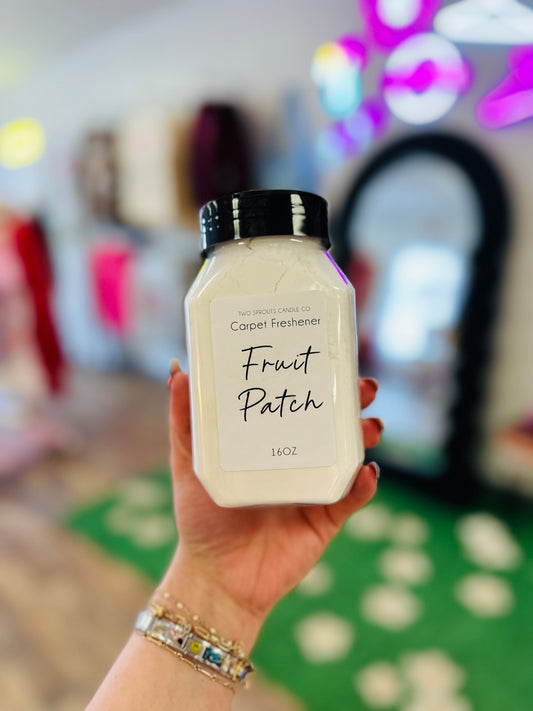 TWO SPROUTS CANDLE CO
Carpet Freshener
Fruit
Patch
16OZ